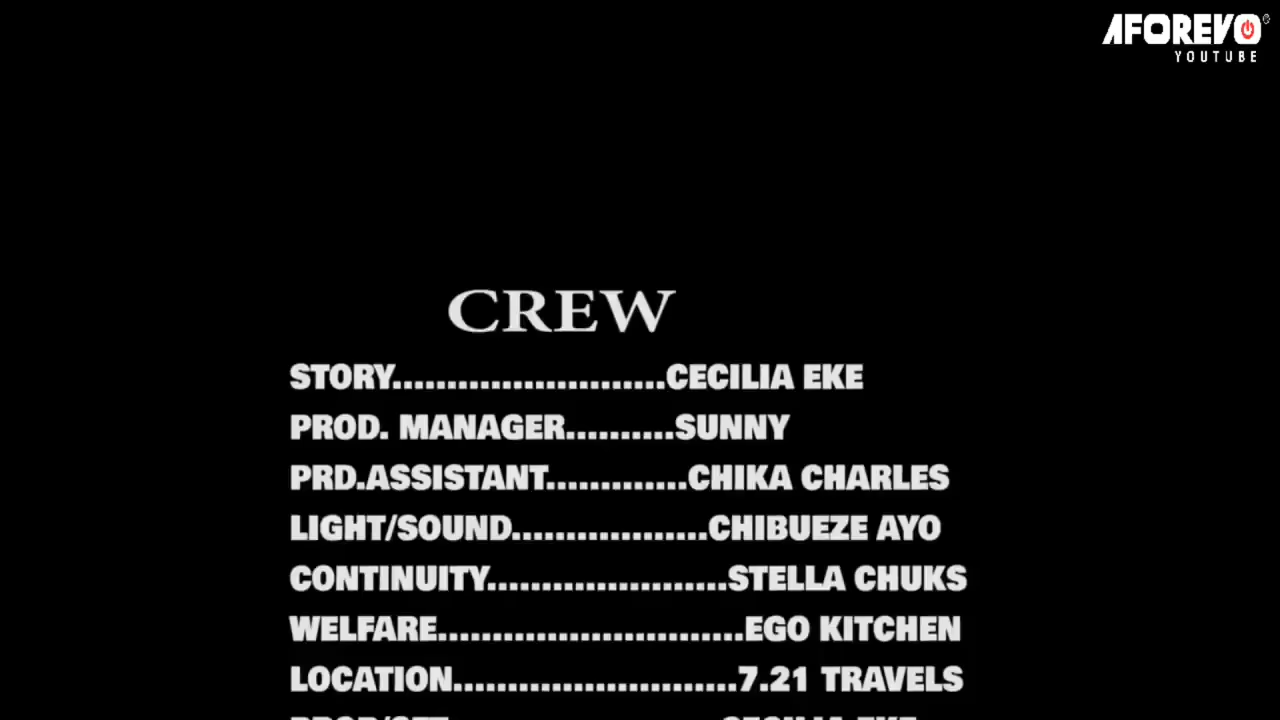 AFOREVO
YOUTUBE
CREW
STORY.........................CECILIA EKE
PROD. MANAGER..........SUNNY
PRD.ASSISTANT.............CHIKA CHARLES
LIGHT/SOUND..................CHIBUEZE AYO
CONTINUITY......................STELLA CHUKS
WELFARE............................EGO KITCHEN
LOCATION..........................7.21 TRAVELS